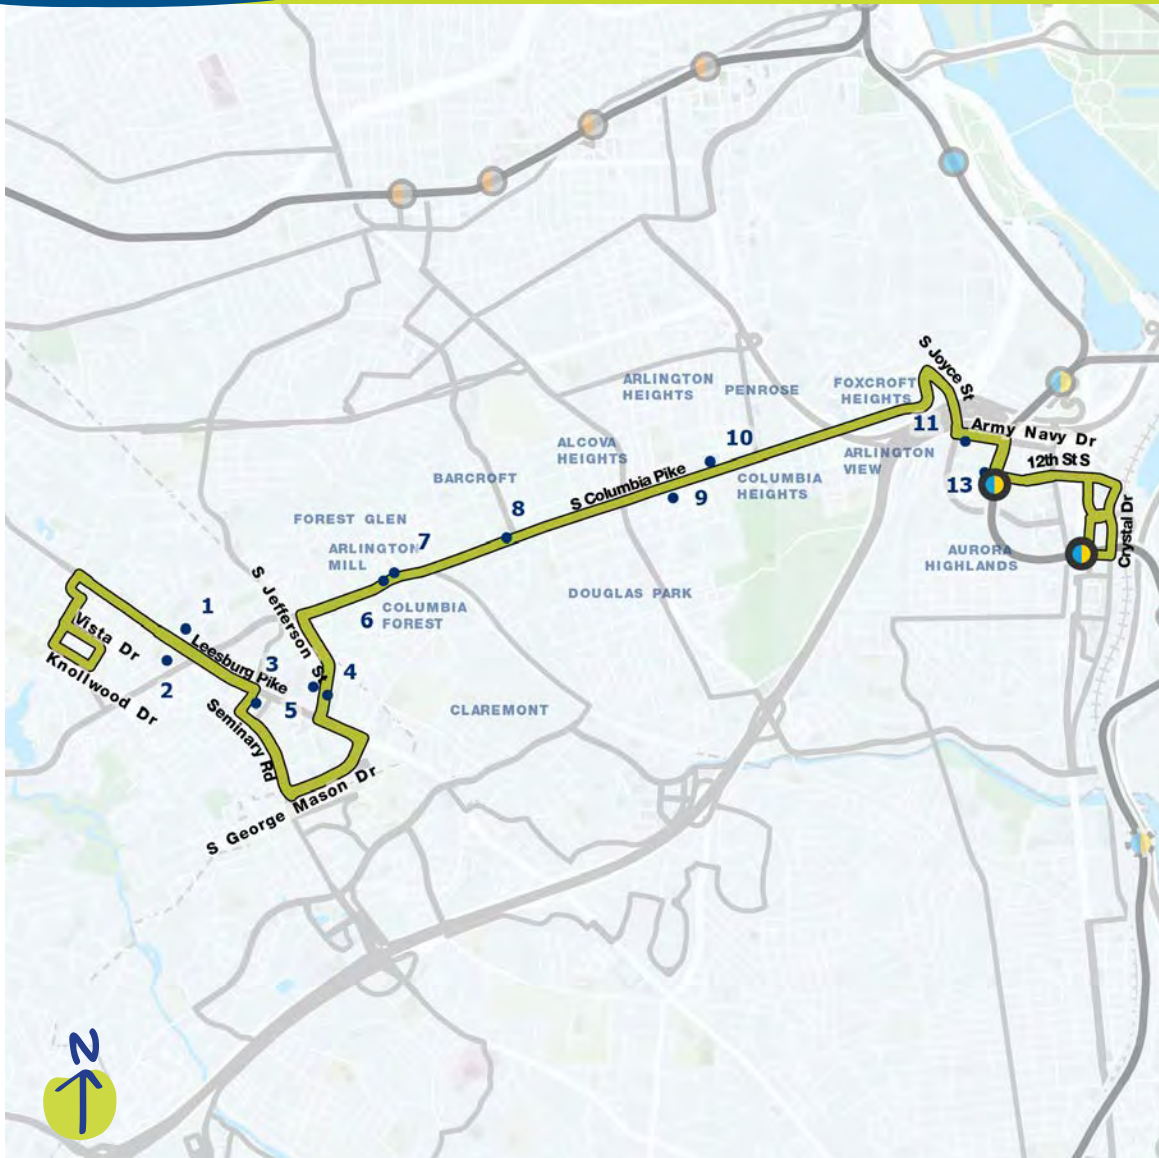 S Joyce St
ARLINGTON
HEIGHTS
PENROSE
FOXCROFT
HEIGHTS
11
Army Navy Dr
10
ALCOVA
HEIGHTS
ARLINGTON
VIEW
12th St S
BARCROFT
S Columbia Pike
COLUMBIA
HEIGHTS
13
9
8
Crystal Dr
FOREST GLEN
7
ARLINGTON
MILL
AURORA
HIGHLANDS
S Jefferson St
DOUGLAS PARK
1
6
COLUMBIA
FOREST
Vista Dr
Leesburg Pike
3
4
Knollwood Dr
2
5
CLAREMONT
Seminary Rd
S George Mason Dr
N